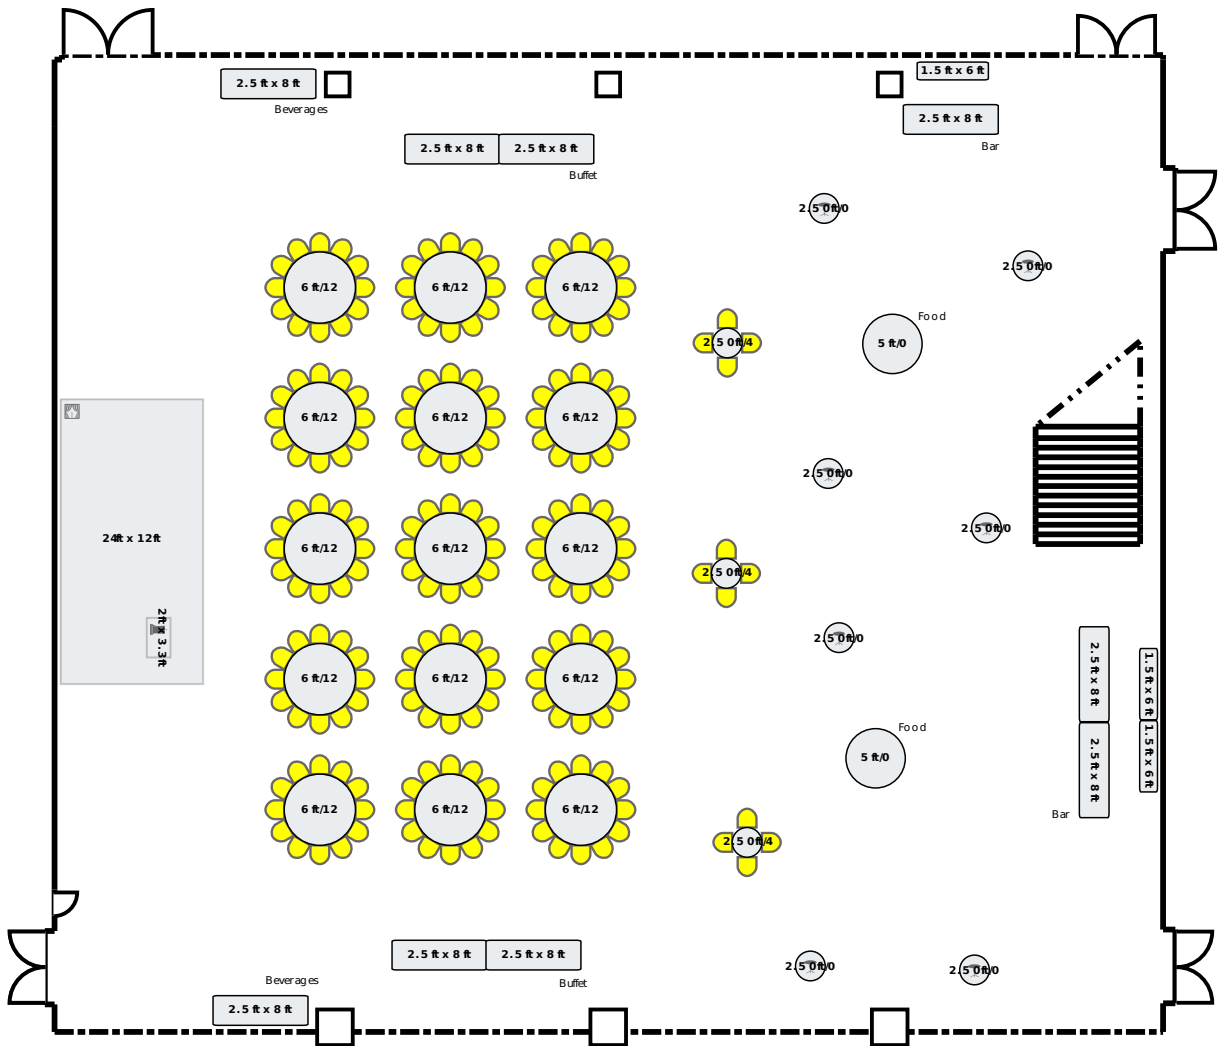 1.5 ft x 6 ft
2.5 ft x 8 ft
Beverages
2.5 ft x 8 ft
Bar
2.5 ft x 8 ft
2.5 ft x 8 ft
Buffet
2.5 0ft/0
2.5 0ft/0
6 ft/12
6 ft/12
6 ft/12
Food
2.5 0ft/4
5 ft/0
6 ft/12
6 ft/12
6 ft/12
2.5 0ft/0
2.5 0ft/0
24ft x 12ft
6 ft/12
6 ft/12
6 ft/12
2.5 0ft/4
2ft x 3.3ft
2.5 0ft/0
2.5 ft x 8 ft
1.5 ft x 6 ft
6 ft/12
6 ft/12
6 ft/12
Food
5 ft/0
2.5 ft x 8 ft
1.5 ft x 6 ft
6 ft/12
6 ft/12
6 ft/12
Bar
2.5 0ft/4
2.5 ft x 8 ft
2.5 ft x 8 ft
2.5 0ft/0
2.5 0ft/0
Beverages
Buffet
2.5 ft x 8 ft